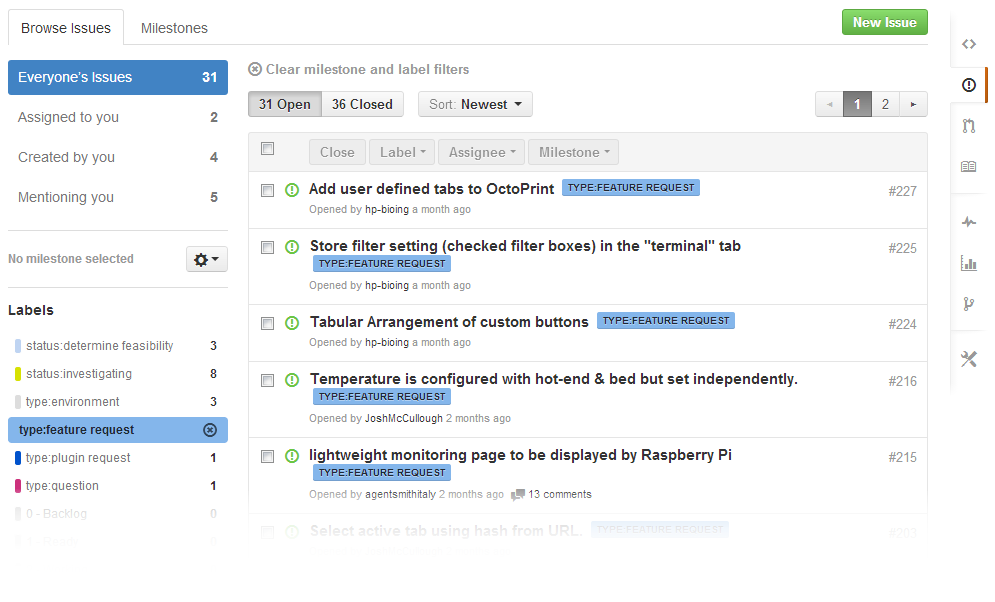 Browse Issues
Milestones
New Issue
Everyone's Issues 31
Assigned to you 2
Created by you 4
Mentioning you 5
No milestone selected
Labels
status:determine feasibility 3
status:investigating 8
type:environment 3
type:feature request
type:plugin request 1
type:question 1
0 - Backlog 0
Clear milestone and label filters
31 Open 36 Closed Sort: Newest
1 2
Close Label Assignee Milestone
Add user defined tabs to OctoPrint TYPE:FEATURE REQUEST #227
Opened by hp-bioing a month ago
Store filter setting (checked filter boxes) in the "terminal" tab #225
TYPE:FEATURE REQUEST
Opened by hp-bioing a month ago
Tabular Arrangement of custom buttons TYPE:FEATURE REQUEST #224
Opened by hp-bioing a month ago
Temperature is configured with hot-end & bed but set independently. #216
TYPE:FEATURE REQUEST
Opened by JoshMcCullough 2 months ago
lightweight monitoring page to be displayed by Raspberry Pi #215
TYPE:FEATURE REQUEST
Opened by agentsmithitaly 2 months ago 13 comments
Select active tab using hash from URL. TYPE:FEATURE REQUEST #203